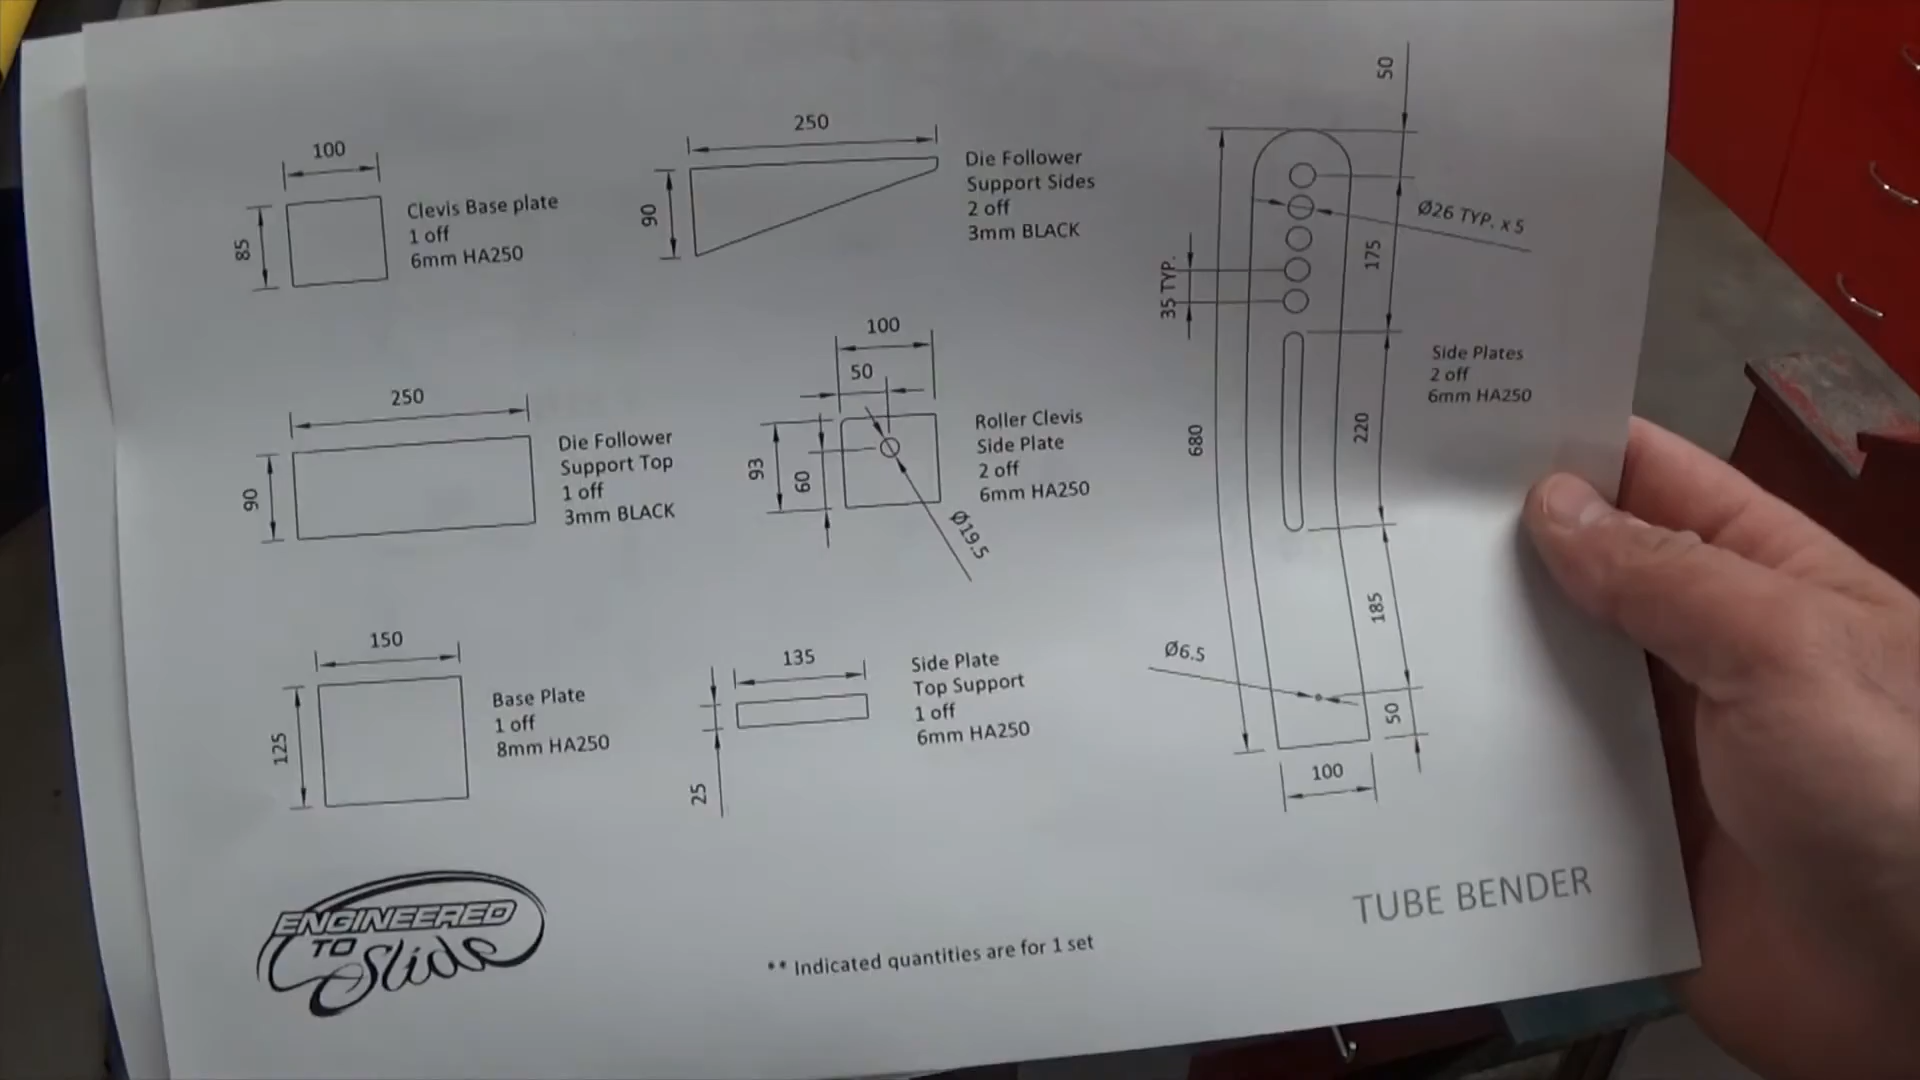 100
85
Clevis Base plate
1 off
6mm HA250
250
90
Die Follower
Support Sides
2 off
3mm BLACK
250
90
Die Follower
Support Top
1 off
3mm BLACK
100
50
93
60
Ø19.5
Roller Clevis
Side Plate
2 off
6mm HA250
150
125
Base Plate
1 off
8mm HA250
135
25
Side Plate
Top Support
1 off
6mm HA250
50
Ø26 TYP. x 5
175
35 TYP.
680
220
Side Plates
2 off
6mm HA250
185
Ø6.5
50
100
ENGINEERED
TO
Slide
** Indicated quantities are for 1 set
TUBE BENDER